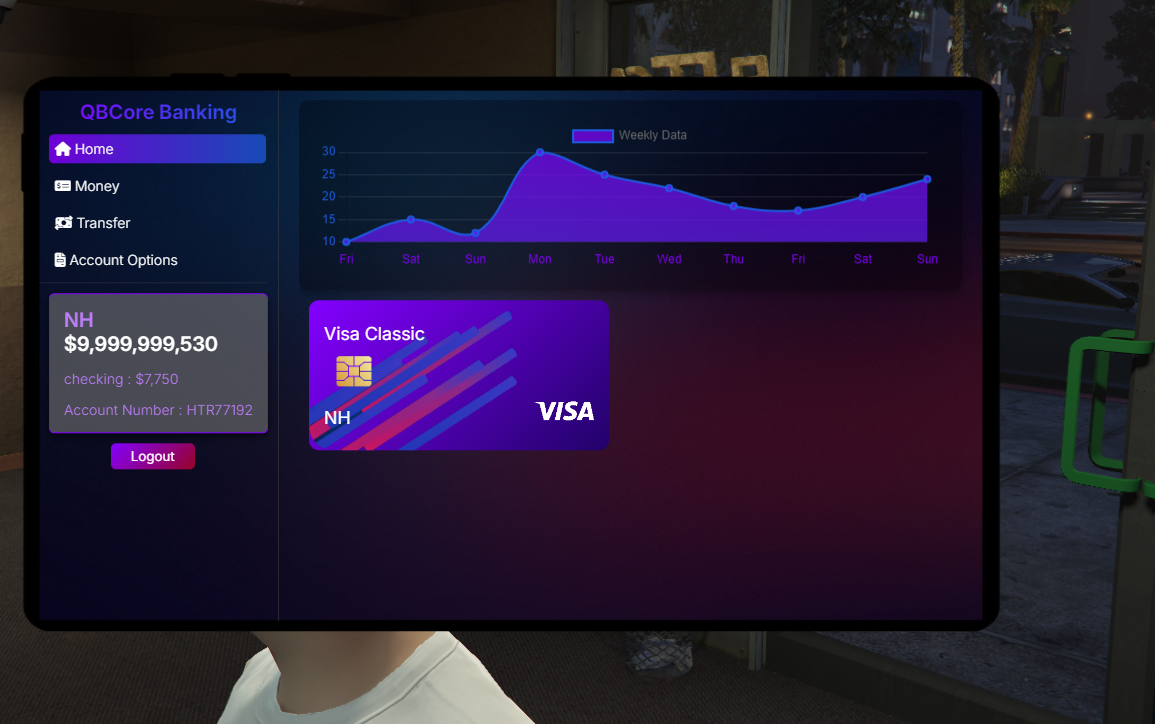 QBCore Banking
Home
Money
Transfer
Account Options
NH
$9,999,999,530
checking : $7,750
Account Number : HTR77192
Logout
Weekly Data
30
25
20
15
10
Fri Sat Sun Mon Tue Wed Thu Fri Sat Sun
Visa Classic
NH
VISA